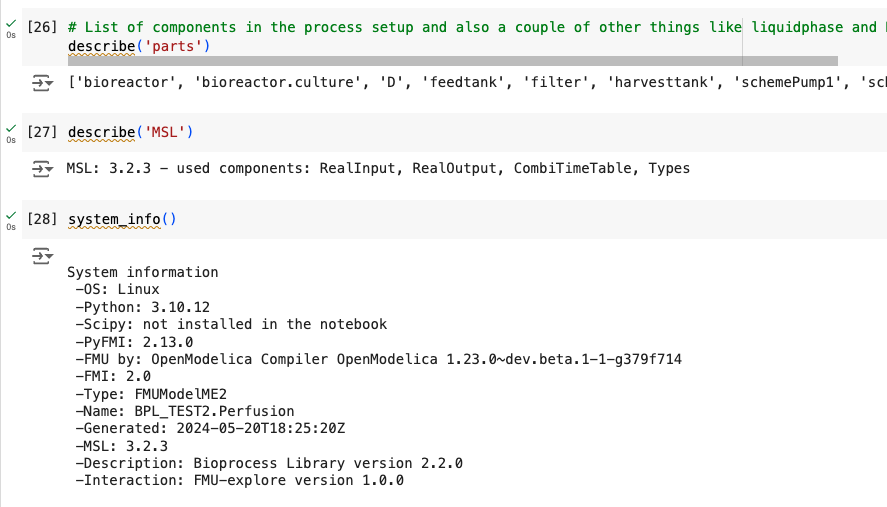 [26] # List of components in the process setup and also a couple of other things like liquidphase and
0s describe('parts')
['bioreactor', 'bioreactor.culture', 'D', 'feedtank', 'filter', 'harvesttank', 'schemePump1',
[27] describe('MSL')
0s
MSL: 3.2.3 – used components: RealInput, RealOutput, CombiTimeTable, Types
[28] system_info()
0s
System information
–OS: Linux
–Python: 3.10.12
–Scipy: not installed in the notebook
–PyFMI: 2.13.0
–FMU by: OpenModelica Compiler OpenModelica 1.23.0~dev.beta.1-1-g379f714
–FMI: 2.0
–Type: FMUModelME2
–Name: BPL_TEST2.Perfusion
–Generated: 2024-05-20T18:25:20Z
–MSL: 3.2.3
–Description: Bioprocess Library version 2.2.0
–Interaction: FMU-explore version 1.0.0